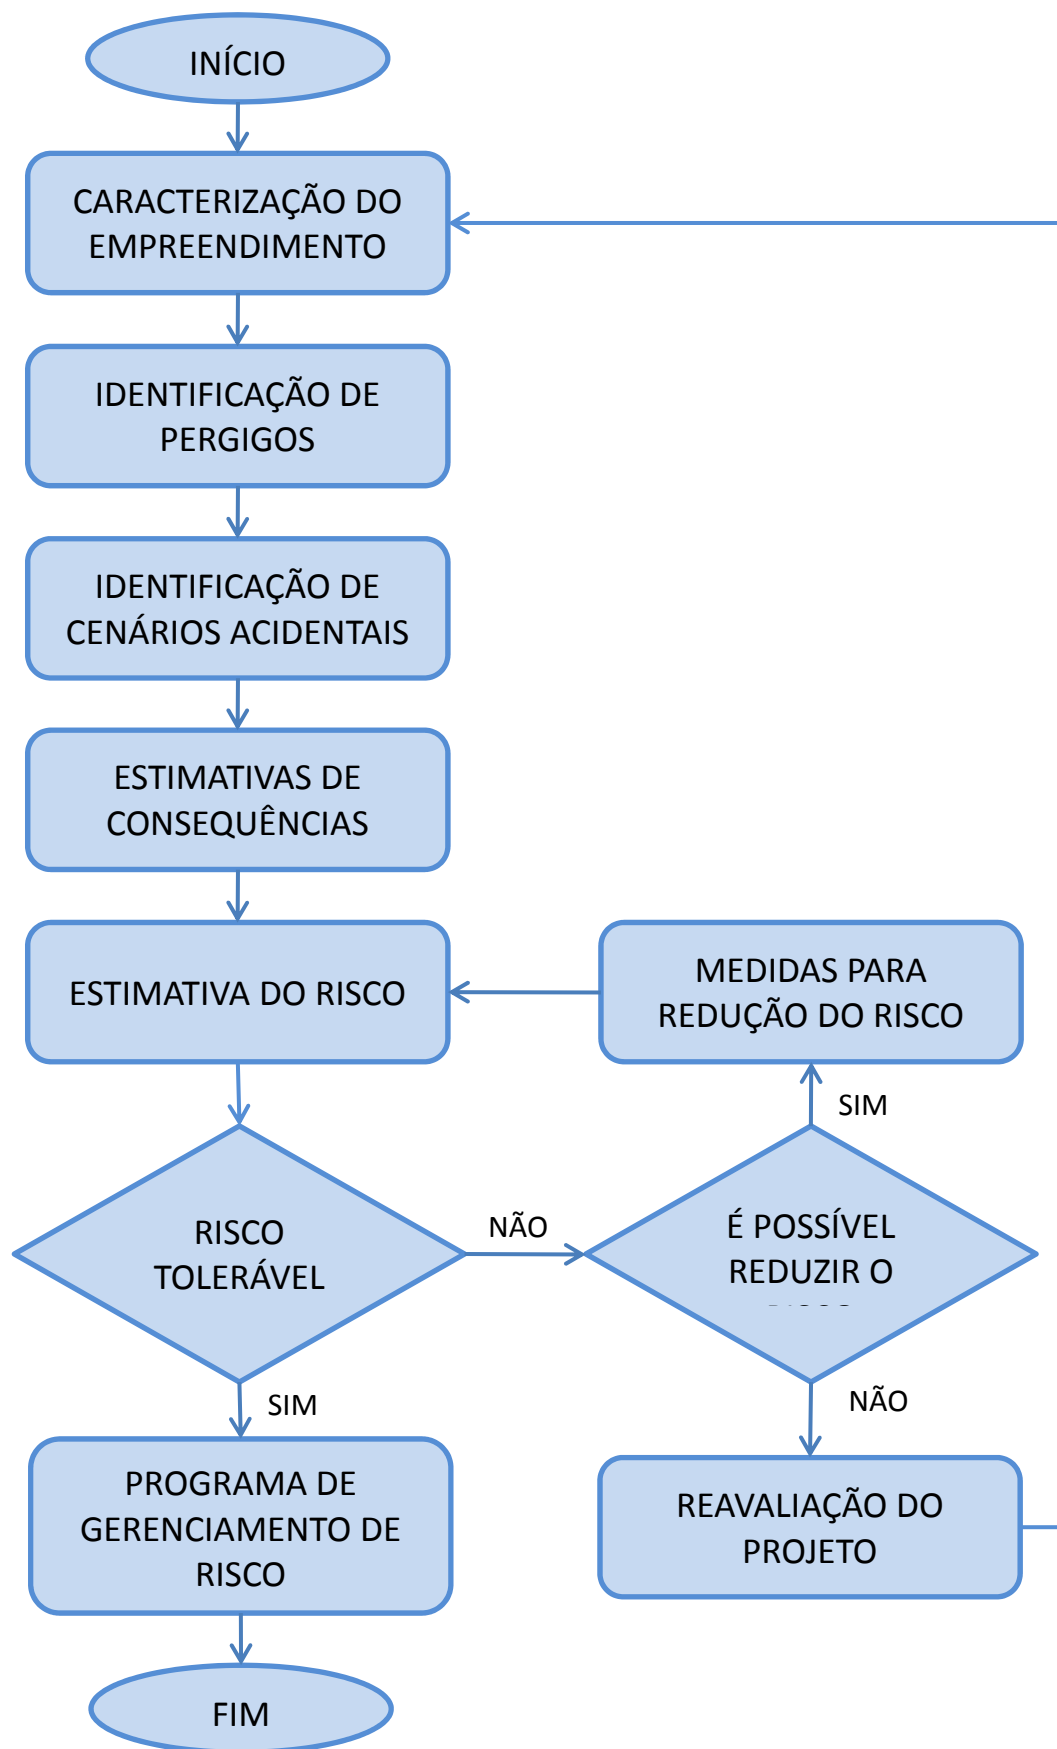 INÍCIO
CARACTERIZAÇÃO DO
EMPREENDIMENTO
IDENTIFICAÇÃO DE
PERGIGOS
IDENTIFICAÇÃO DE
CENÁRIOS ACIDENTAIS
ESTIMATIVAS DE
CONSEQUÊNCIAS
ESTIMATIVA DO RISCO
MEDIDAS PARA
REDUÇÃO DO RISCO
SIM
RISCO
TOLERÁVEL
NÃO
É POSSÍVEL
REDUZIR O
SIM
NÃO
PROGRAMA DE
GERENCIAMENTO DE
RISCO
REAVALIAÇÃO DO
PROJETO
FIM